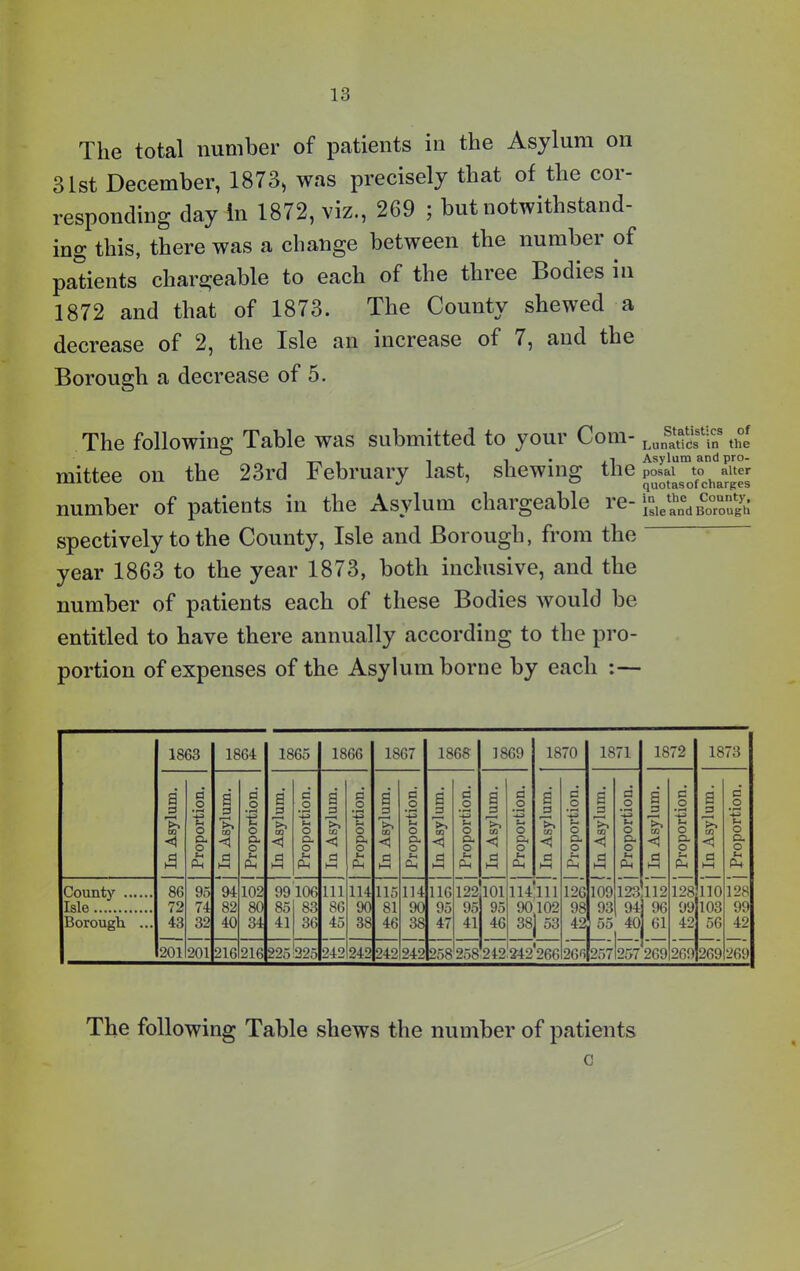 13
The total number of patients in the Asylum on
31st December, 1873, was precisely that of the cor-
responding day in 1872, viz., 269 ; but notwithstand-
ing this, there was a change between the number of
patients chargeable to each of the three Bodies in
1872 and that of 1873. The County shewed a
decrease of 2, the Isle an increase of 7, and the
Borough a decrease of 5.
The following Table was submitted to your Com-
mittee on the 23rd February last, shewing the
number of patients in the Asylum chargeable re-
spectively to the County, Isle and Borough, from the
year 1863 to the year 1873, both inclusive, and the
number of patients each of these Bodies would be
entitled to have there annually according to the pro-
portion of expenses of the Asylum borne by each :—
Statistics of
Lunatics in the
Asylum and pro-
posal to alter
quotas of charges
in the County,
Isle and Borough
1863 1864 1865 1866 1867 1868 1869 1870 1871 1872 1873
In Asylum. Proportion. In Asylum. Proportion. In Asylum. Proportion. In Asylum. Proportion. In Asylum. Proportion. In Asylum. Proportion. In Asylum. Proportion. In Asylum. Proportion. In Asylum. Proportion. In Asylum. Proportion. In Asylum. Proportion.
County ...... 86 95 94 102 99 106 111 114 115 114 116 122 101 114 111 126 109 123 112 128 110 128
Isle ............ 72 74 82 80 85 83 86 90 81 90 95 95 95 90 102 98 93 94 96 99 103 99
Borough ... 43 32 40 34 41 36 45 38 46 38 47 41 46 38 53 42 55 40 61 42 56 42
201 201 216 216 225 225 242 242 242 242 258 258 242 242 266 266 257 257 269 269 269 269
The following Table shews the number of patients
C